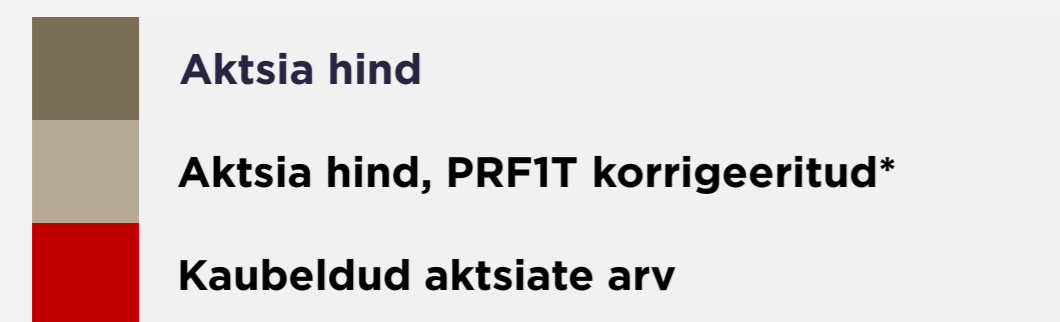 Aktsia hind
Aktsia hind, PRF1T korrigeeritud*
Kaubeldud aktsiate arv